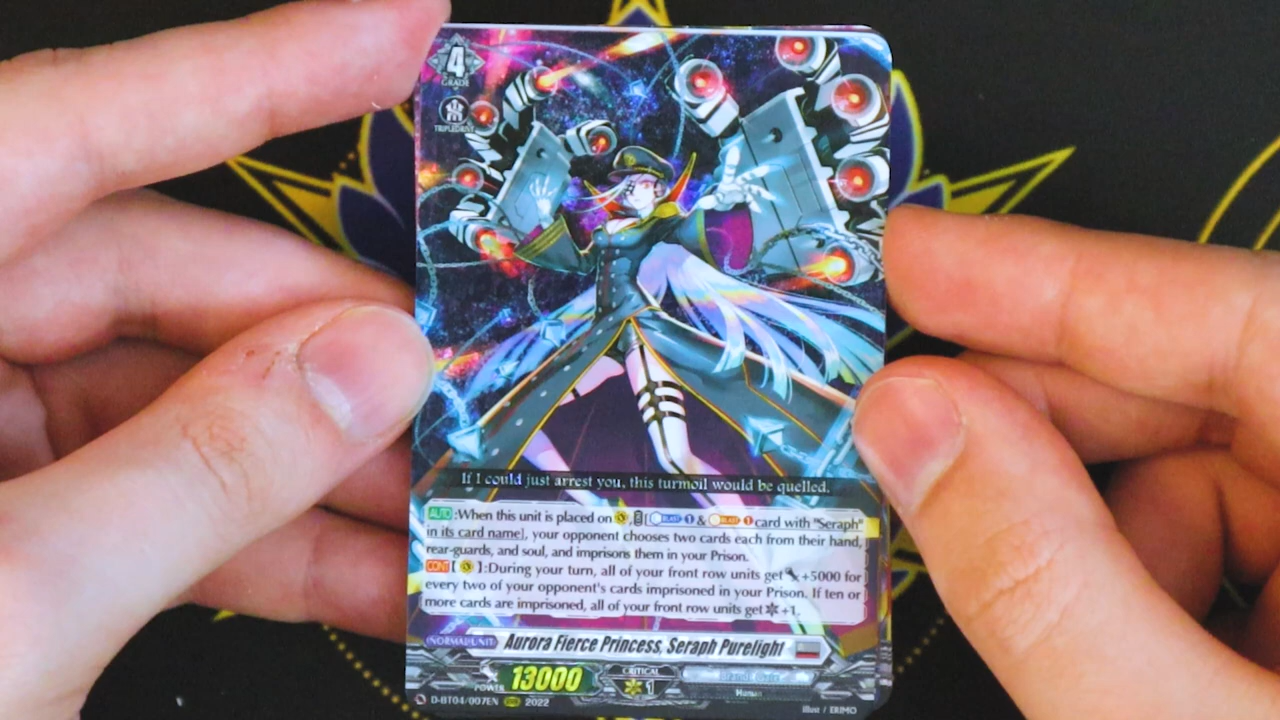 4
GRADE
TRIPLEDRIVE
If I could just arrest you, this turmoil would be quelled.
AUTO:When this unit is placed on , [ BLAST 1 & BLAST 1 card with "Seraph"
in its card name], your opponent chooses two cards each from their hand,
rear-guards, and soul, and imprisons them in your Prison.
CONT【 】:During your turn, all of your front row units get +5000 for
every two of your opponent's cards imprisoned in your Prison. If ten or
more cards are imprisoned, all of your front row units get +1.
NORMAL UNIT Aurora Fierce Princess, Seraph Purelight
POWER 13000 CRITICAL 1 Brandt Gate
Human
D-BT04/007EN RRR 2022 illust / ERIMO